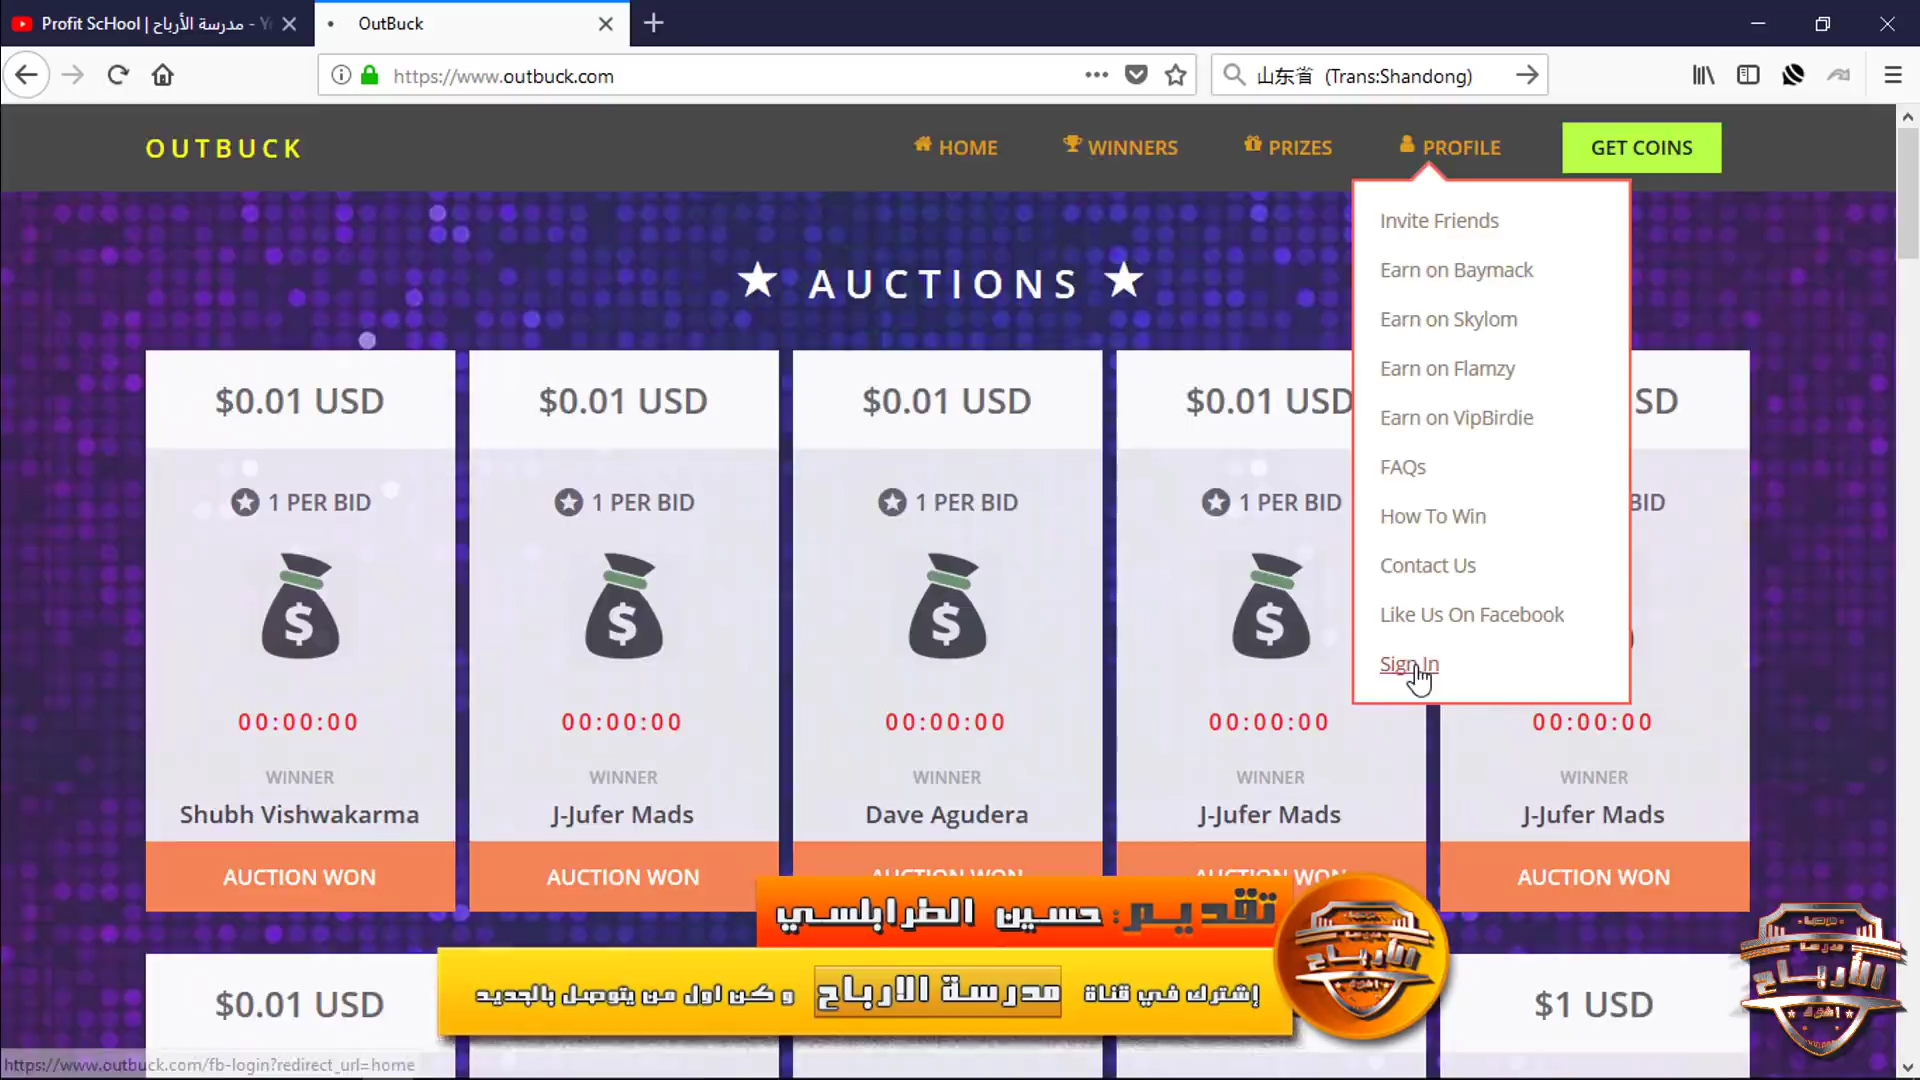 Profit ScHool | مدرسة الأرباح - Y
OutBuck
https://www.outbuck.com
山东省 (Trans:Shandong)
OUTBUCK
HOME
WINNERS
PRIZES
PROFILE
GET COINS
Invite Friends
Earn on Baymack
Earn on Skylom
Earn on Flamzy
Earn on VipBirdie
FAQs
How To Win
Contact Us
Like Us On Facebook
Sign In
AUCTIONS
$0.01 USD
$0.01 USD
$0.01 USD
$0.01 USD
SD
1 PER BID
1 PER BID
1 PER BID
1 PER BID
BID
00:00:00
00:00:00
00:00:00
00:00:00
00:00:00
WINNER
WINNER
WINNER
WINNER
WINNER
Shubh Vishwakarma
J-Jufer Mads
Dave Agudera
J-Jufer Mads
J-Jufer Mads
AUCTION WON
AUCTION WON
AUCTION WON
AUCTION WON
AUCTION WON
تقديم: حسين الطرابلسي
إشترك في قناة مدرسة الارباح و كن اول من يتوصل بالجديد
الأرباح
الأرباح
$0.01 USD
$1 USD
https://www.outbuck.com/fb-login?redirect_url=home